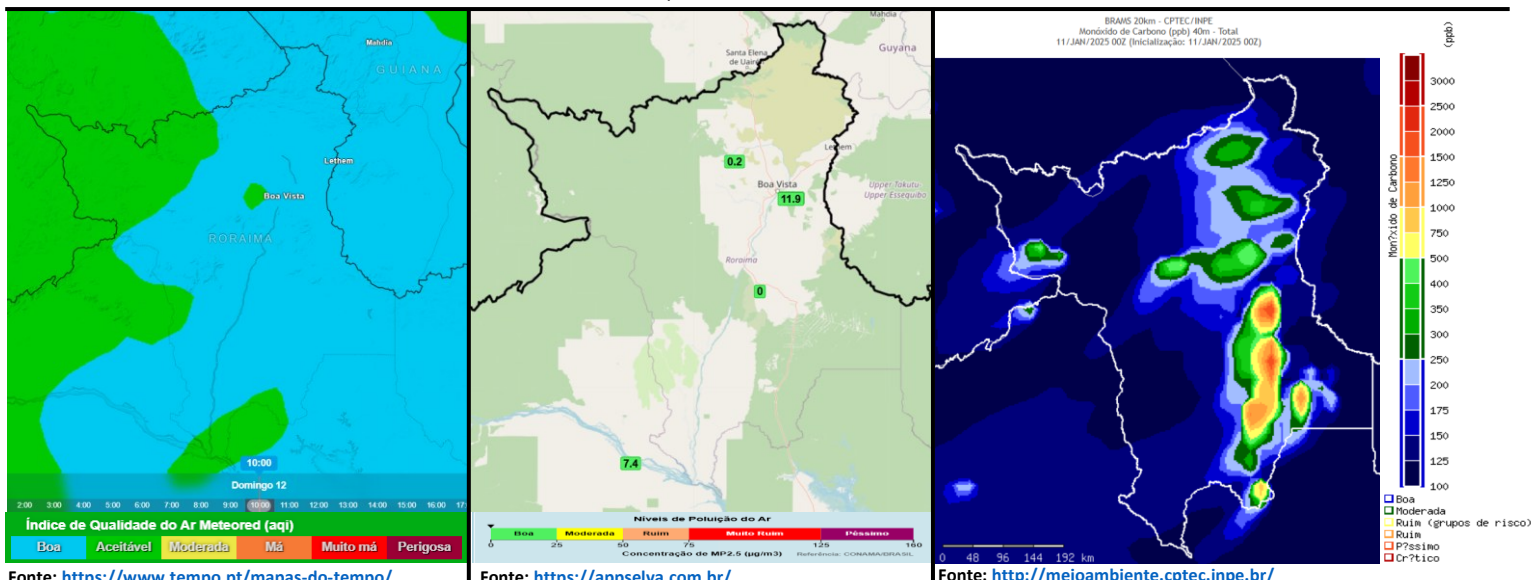 Mahdia
GUIANA
Lethem
Boa Vista
RORAIMA
10:00
Domingo 12
2:00 3:00 4:00 5:00 6:00 7:00 8:00 9:00 10:00 11:00 12:00 13:00 14:00 15:00 16:00 17:
Índice de Qualidade do Ar Meteored (aqi)
Boa Aceitável Moderada Má Muito má Perigosa
Fonte: https://www.tempo.pt/mapas-do-tempo/
Mahdia
Santa Elena
de Uairé
Guyana
Lethem
0.2
Boa Vista
11.9
Upper Takutu-
Upper Essequibo
Roraima
0
7.4
Níveis de Poluição do Ar
Boa Moderada Ruim Muito Ruim Péssimo
0 25 50 75 125 160
Concentração de MP2.5 (µg/m3) Referência: CONAMA/BRASIL
Fonte: https://appselva.com.br/
BRAMS 20km - CPTEC/INPE
Monóxido de Carbono (ppb) 40m - Total
11/JAN/2025 00Z (Inicialização: 11/JAN/2025 00Z)
(ppb)
Mon?xido de Carbono
3000
2500
2000
1500
1250
1000
750
500
400
350
300
250
200
175
150
125
100
Boa
Moderada
Ruim (grupos de risco)
Ruim
P?ssimo
Cr?tico
0 48 96 144 192 km
Fonte: http://meioambiente.cptec.inpe.br/